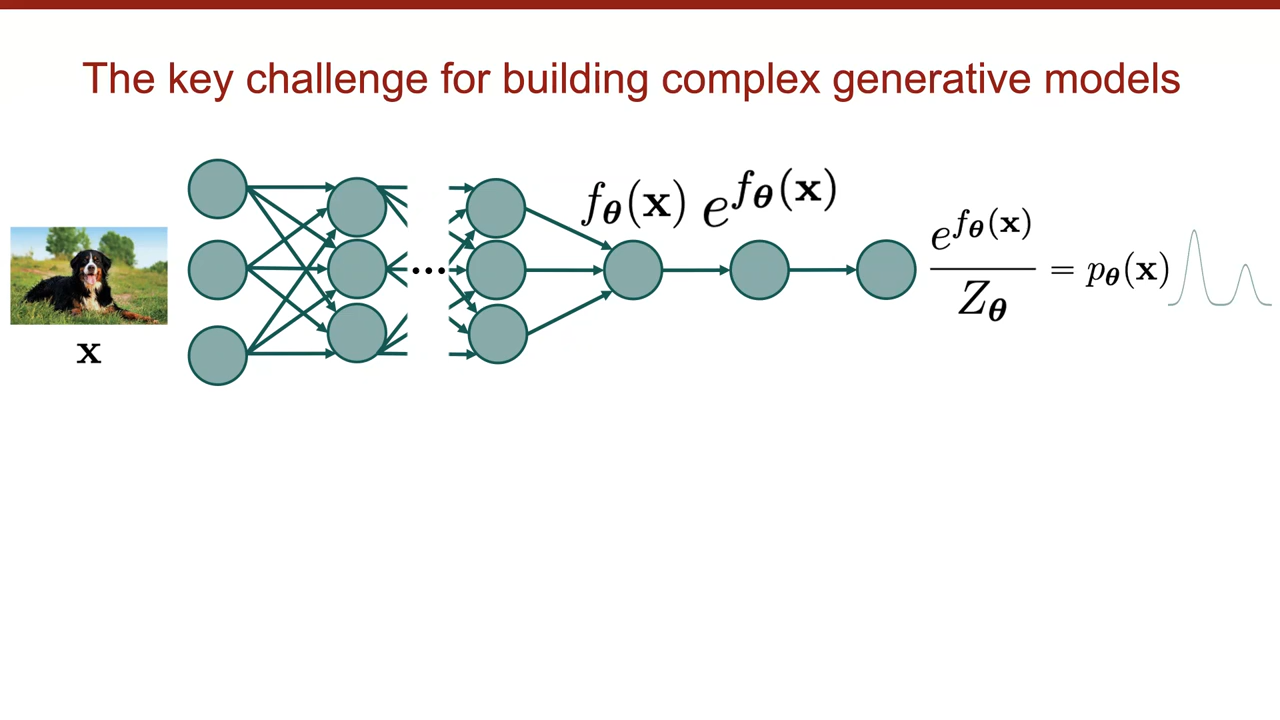 The key challenge for building complex generative models
f_θ(x) e^{f_θ(x)}
e^{f_θ(x)} / Z_θ = p_θ(x)
...
x